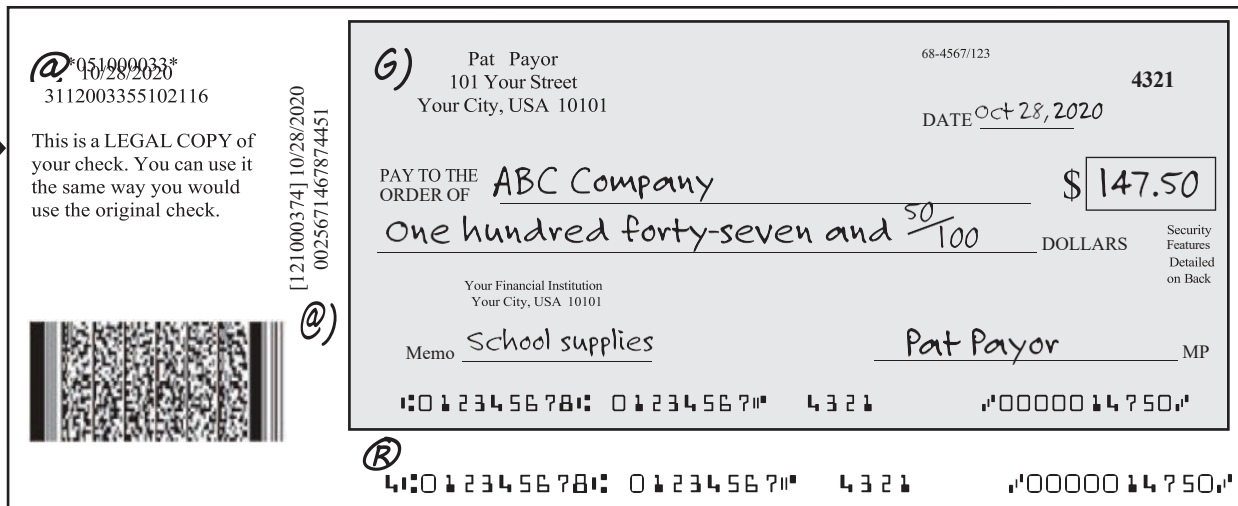 @ *051000033*
10/28/2020
3112003355102116
This is a LEGAL COPY of
your check. You can use it
the same way you would
use the original check.
[121000374] 10/28/2020
0025671467874451
@)
G)
Pat Payor
101 Your Street
Your City, USA 10101
68-4567/123
4321
DATE Oct 28, 2020
PAY TO THE
ORDER OF ABC Company $ 147.50
One hundred forty-seven and 50/100 DOLLARS
Security
Features
Detailed
on Back
Your Financial Institution
Your City, USA 10101
Memo School supplies Pat Payor MP
⑆012345678⑆ 01234567⑈ 4321 ⑇0000014750⑇
R
4⑆012345678⑆ 01234567⑈ 4321 ⑇0000014750⑇